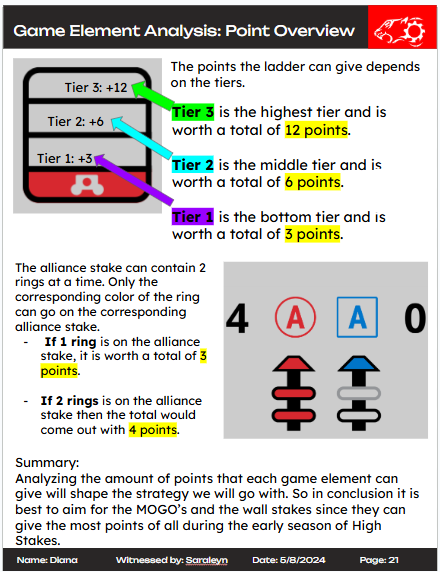 Game Element Analysis: Point Overview
The points the ladder can give depends
on the tiers.
Tier 3: +12
Tier 2: +6
Tier 1: +3
Tier 3 is the highest tier and is
worth a total of 12 points.
Tier 2 is the middle tier and is
worth a total of 6 points.
Tier 1 is the bottom tier and is
worth a total of 3 points.
The alliance stake can contain 2
rings at a time. Only the
corresponding color of the ring
can go on the corresponding
alliance stake.
- If 1 ring is on the alliance
stake, it is worth a total of 3
points.
- If 2 rings is on the alliance
stake then the total would
come out with 4 points.
4 A A 0
Summary:
Analyzing the amount of points that each game element can
give will shape the strategy we will go with. So in conclusion it is
best to aim for the MOGO's and the wall stakes since they can
give the most points of all during the early season of High
Stakes.
Name: Diana Witnessed by: Saraleyn Date: 5/8/2024 Page: 21